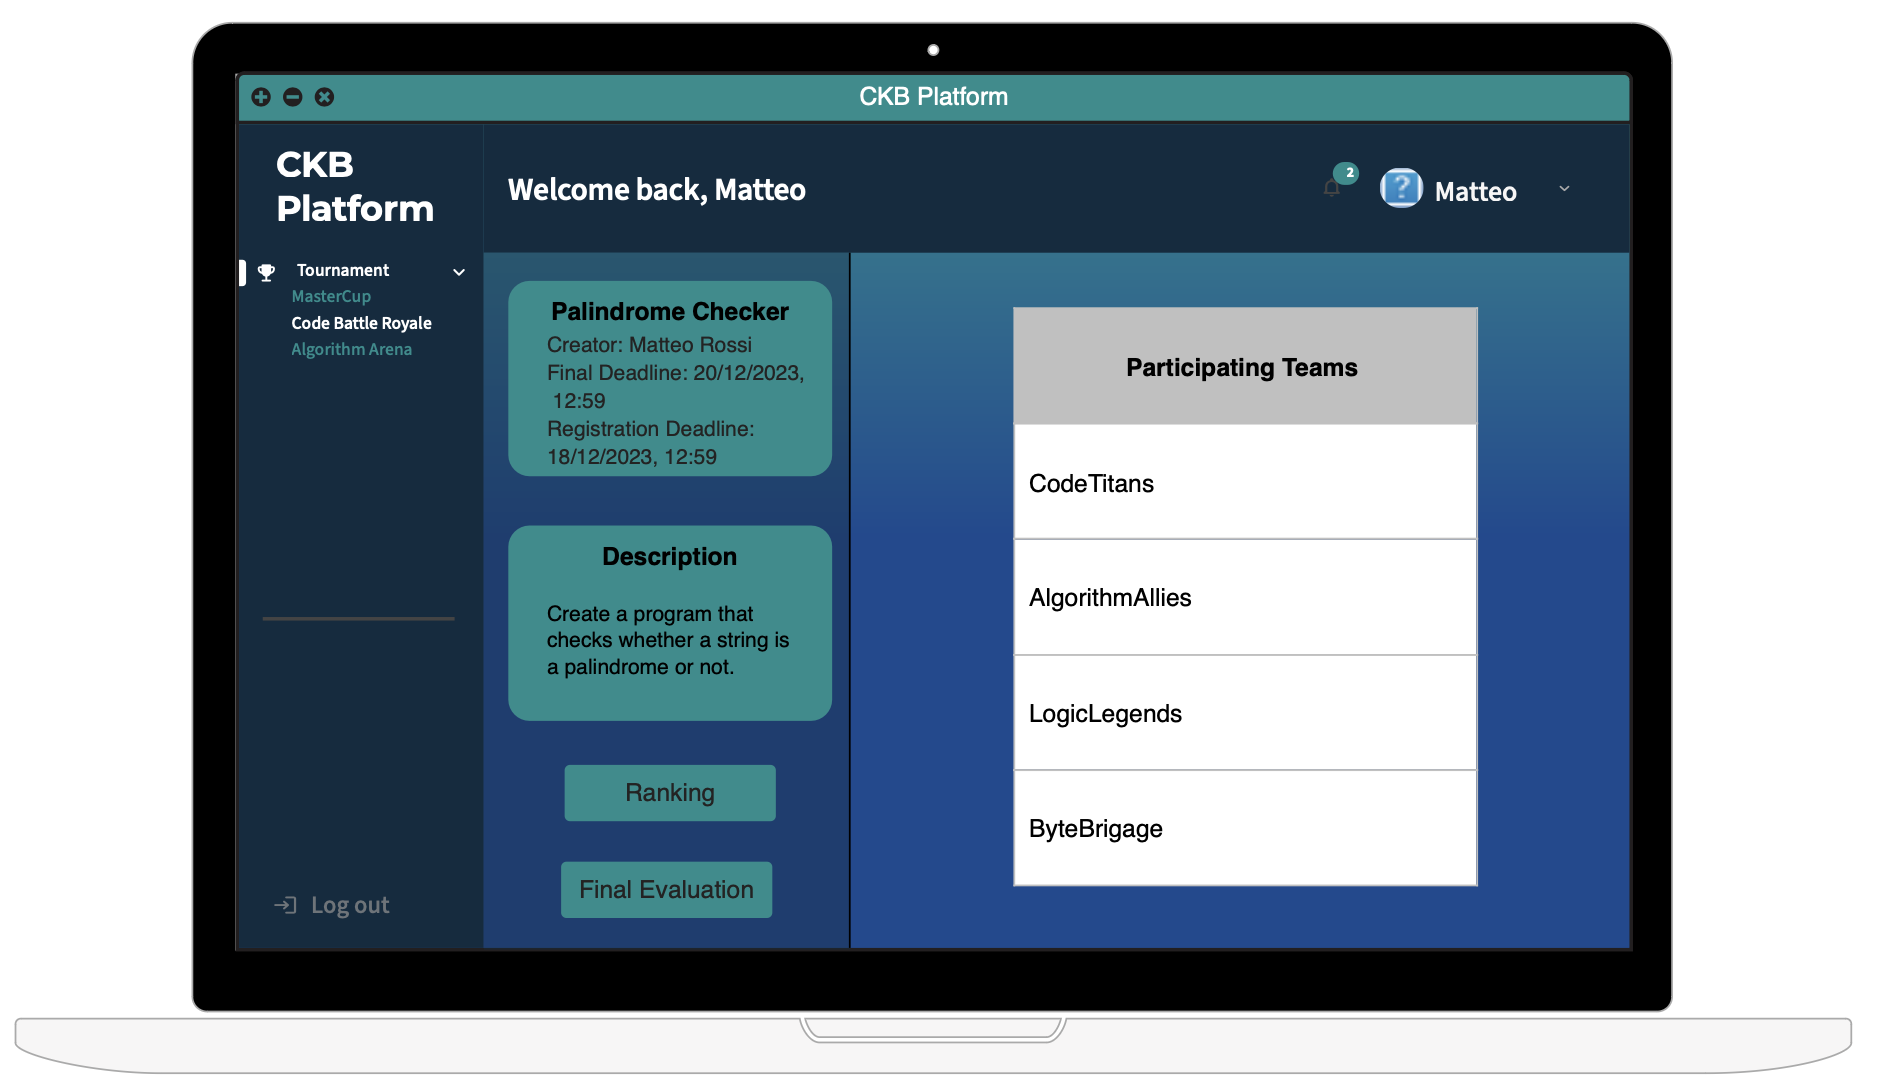 CKB Platform
CKB
Platform
Welcome back, Matteo
2
Matteo
Tournament
MasterCup
Code Battle Royale
Algorithm Arena
Log out
Palindrome Checker
Creator: Matteo Rossi
Final Deadline: 20/12/2023,
12:59
Registration Deadline:
18/12/2023, 12:59
Description
Create a program that
checks whether a string is
a palindrome or not.
Ranking
Final Evaluation
Participating Teams
CodeTitans
AlgorithmAllies
LogicLegends
ByteBrigage